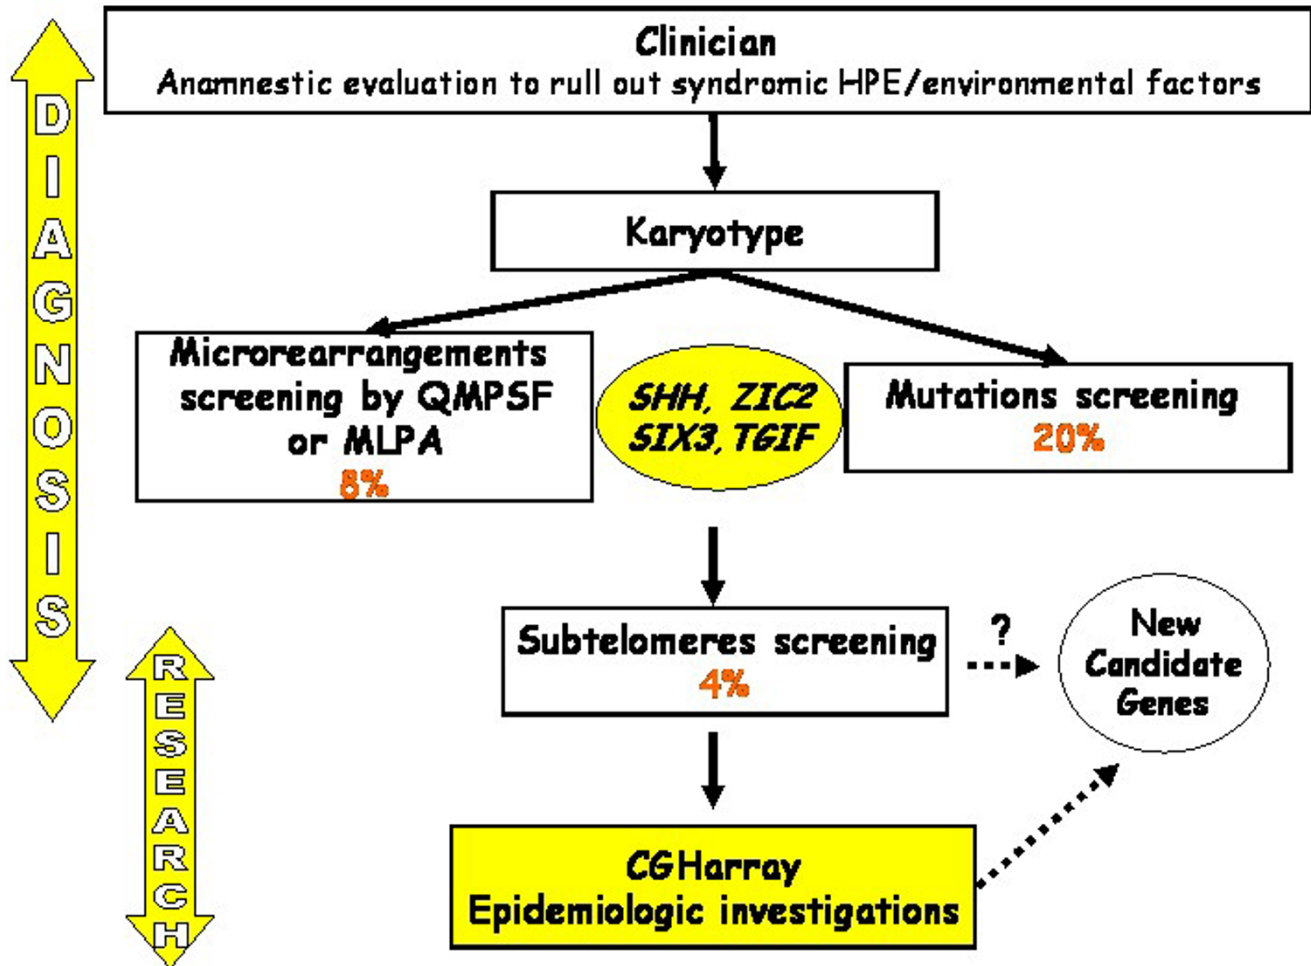 Clinician
Anamnestic evaluation to rull out syndromic HPE/environmental factors
DIAGNOSIS
Karyotype
Microrearrangements
screening by QMPSF
or MLPA
8%
SHH, ZIC2
SIX3, TGIF
Mutations screening
20%
Subtelomeres screening
4%
?
New
Candidate
Genes
RESEARCH
CGHarray
Epidemiologic investigations